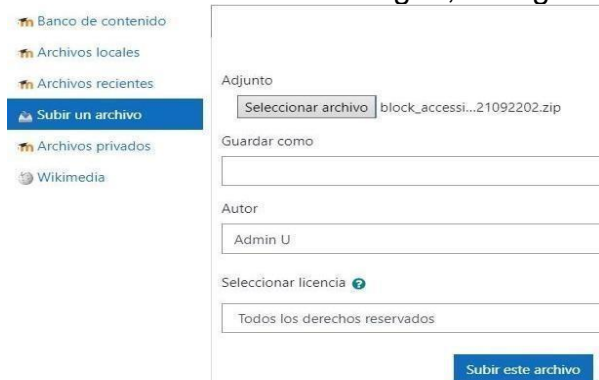 Banco de contenido
Archivos locales
Archivos recientes
Subir un archivo
Archivos privados
Wikimedia
Adjunto
Seleccionar archivo block_accessi...21092202.zip
Guardar como
Autor
Admin U
Seleccionar licencia
Todos los derechos reservados
Subir este archivo